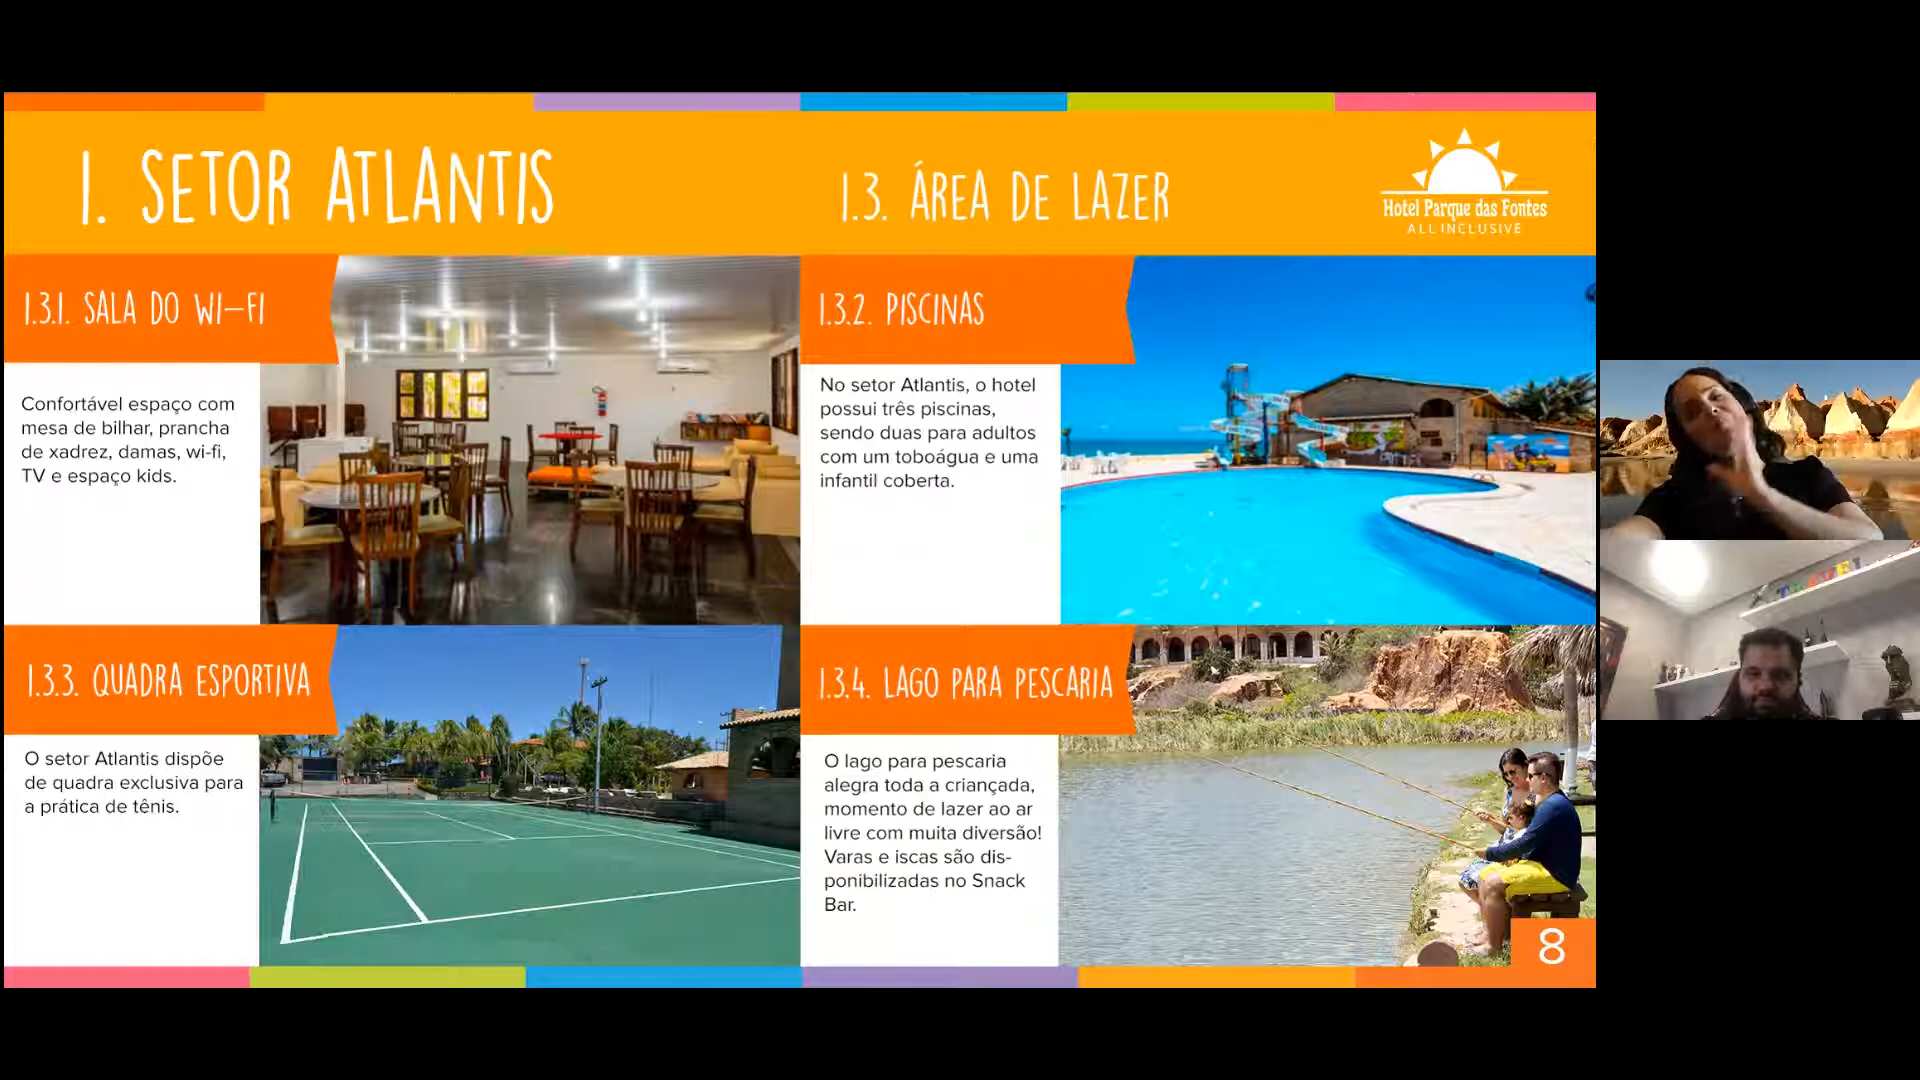 1. SETOR ATLANTIS
1.3. ÁREA DE LAZER
Hotel Parque das Fontes
ALL INCLUSIVE
1.3.1. SALA DO WI-FI
Confortável espaço com
mesa de bilhar, prancha
de xadrez, damas, wi-fi,
TV e espaço kids.
1.3.2. PISCINAS
No setor Atlantis, o hotel
possui três piscinas,
sendo duas para adultos
com um toboágua e uma
infantil coberta.
1.3.3. QUADRA ESPORTIVA
O setor Atlantis dispõe
de quadra exclusiva para
a prática de tênis.
1.3.4. LAGO PARA PESCARIA
O lago para pescaria
alegra toda a criançada,
momento de lazer ao ar
livre com muita diversão!
Varas e iscas são dis-
ponibilizadas no Snack
Bar.
8
TRAVEL